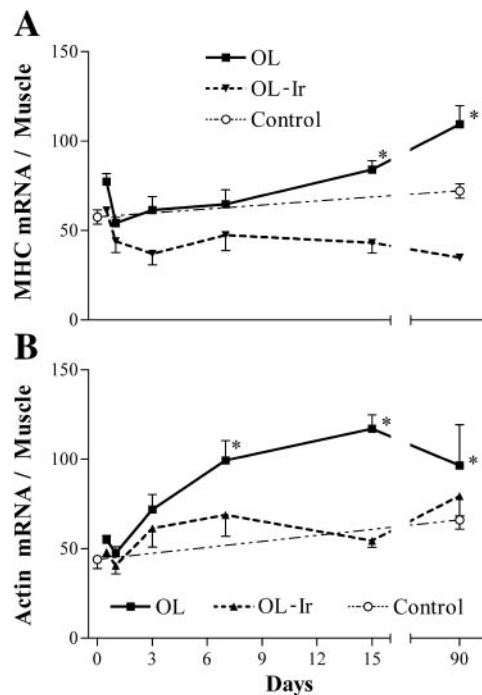 A
150
OL
OL-Ir
Control
*
*
100
50
0
MHC mRNA / Muscle
B
150
*
*
*
100
50
0
Actin mRNA / Muscle
OL OL-Ir Control
0 3 6 9 12 15 90
Days